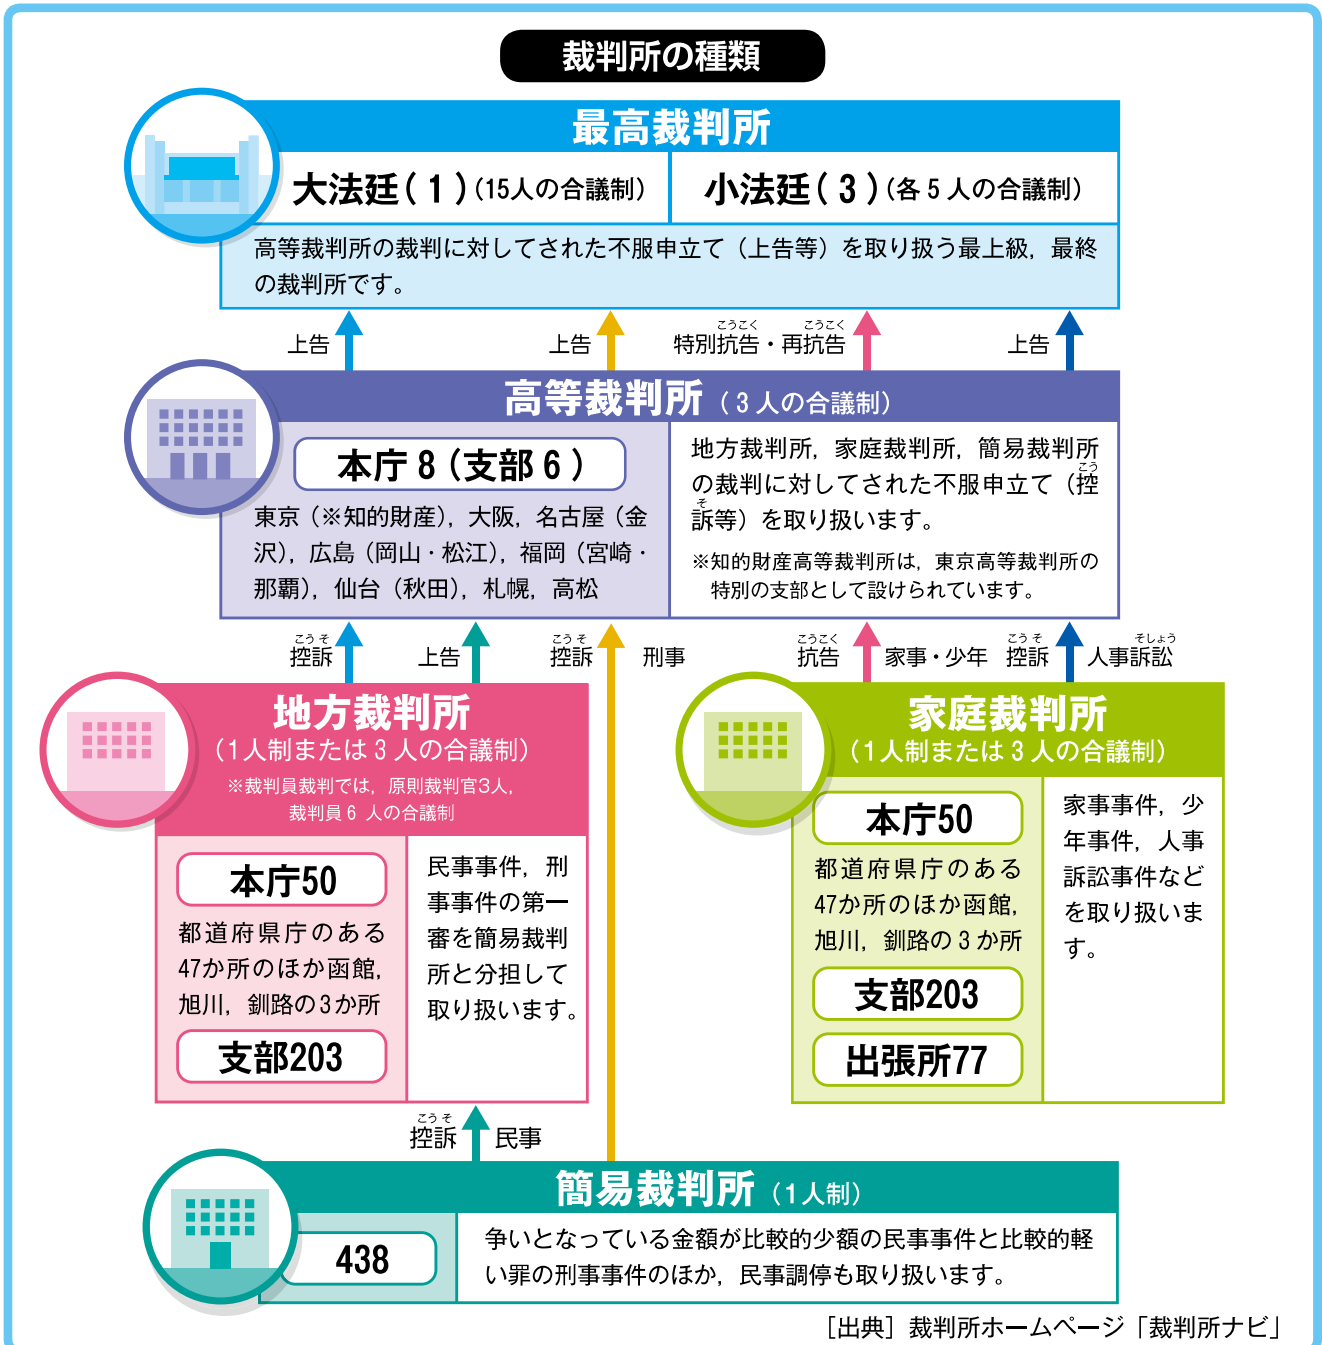 裁判所の種類
最高裁判所
大法廷(1)(15人の合議制)
小法廷(3)(各5人の合議制)
高等裁判所の裁判に対してされた不服申立て（上告等）を取り扱う最上級，最終
の裁判所です。
上告
上告
こうこく こうこく
特別抗告・再抗告
上告
高等裁判所（3人の合議制）
本庁8(支部6)
東京（※知的財産），大阪，名古屋（金
沢），広島（岡山・松江），福岡（宮崎・
那覇），仙台（秋田），札幌，高松
地方裁判所，家庭裁判所，簡易裁判所
の裁判に対してされた不服申立て（控
こう
訴等）を取り扱います。
そ
※知的財産高等裁判所は，東京高等裁判所の
特別の支部として設けられています。
こうそ
控訴
上告
こうそ
控訴
刑事
こうこく
抗告
家事・少年
こうそ
控訴
そしょう
人事訴訟
地方裁判所
（1人制または3人の合議制）
※裁判員裁判では，原則裁判官3人，
裁判員6 人の合議制
本庁50
都道府県庁のある
47か所のほか函館，
旭川，釧路の3か所
支部203
民事事件，刑
事事件の第一
審を簡易裁判
所と分担して
取り扱います。
家庭裁判所
（1人制または3人の合議制）
本庁50
都道府県庁のある
47か所のほか函館，
旭川，釧路の3か所
支部203
出張所77
家事事件，少
年事件，人事
訴訟事件など
を取り扱いま
す。
こうそ
控訴
民事
簡易裁判所（1人制）
438
争いとなっている金額が比較的少額の民事事件と比較的軽
い罪の刑事事件のほか，民事調停も取り扱います。
［出典］裁判所ホームページ「裁判所ナビ」